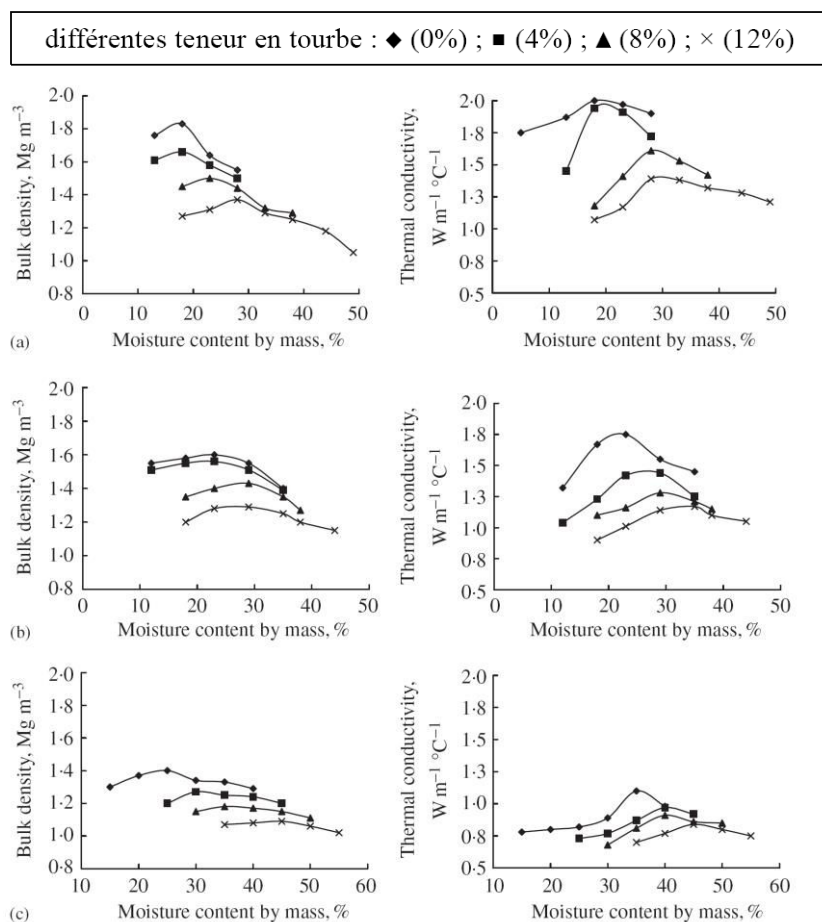 différentes teneur en tourbe : ◆ (0%) ; ■ (4%) ; ▲ (8%) ; × (12%)
Bulk density, Mg m⁻³
2·0
1·8
1·6
1·4
1·2
1·0
0·8
0 10 20 30 40 50
Moisture content by mass, %
Thermal conductivity,
W m⁻¹ °C⁻¹
2·0
1·8
1·5
1·3
1·0
0·8
0·5
0 10 20 30 40 50
Moisture content by mass, %
(a)
Bulk density, Mg m⁻³
2·0
1·8
1·6
1·4
1·2
1·0
0·8
0 10 20 30 40 50
Moisture content by mass, %
Thermal conductivity,
W m⁻¹ °C⁻¹
2·0
1·8
1·5
1·3
1·0
0·8
0·5
0 10 20 30 40 50
Moisture content by mass, %
(b)
Bulk density, Mg m⁻³
2·0
1·8
1·6
1·4
1·2
1·0
0·8
10 20 30 40 50 60
Moisture content by mass, %
Thermal conductivity,
W m⁻¹ °C⁻¹
2·0
1·8
1·5
1·3
1·0
0·8
0·5
10 20 30 40 50 60
Moisture content by mass, %
(c)